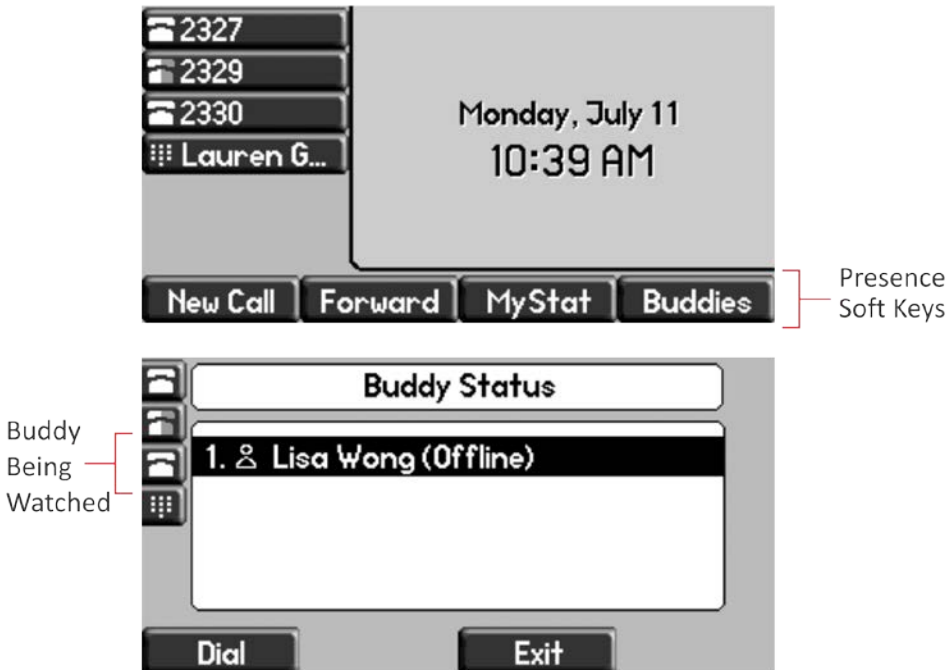 2327
2329
2330
Lauren G...
Monday, July 11
10:39 AM
New Call Forward MyStat Buddies
Presence
Soft Keys
Buddy Status
Buddy
Being
Watched
1. Lisa Wong (Offline)
Dial Exit